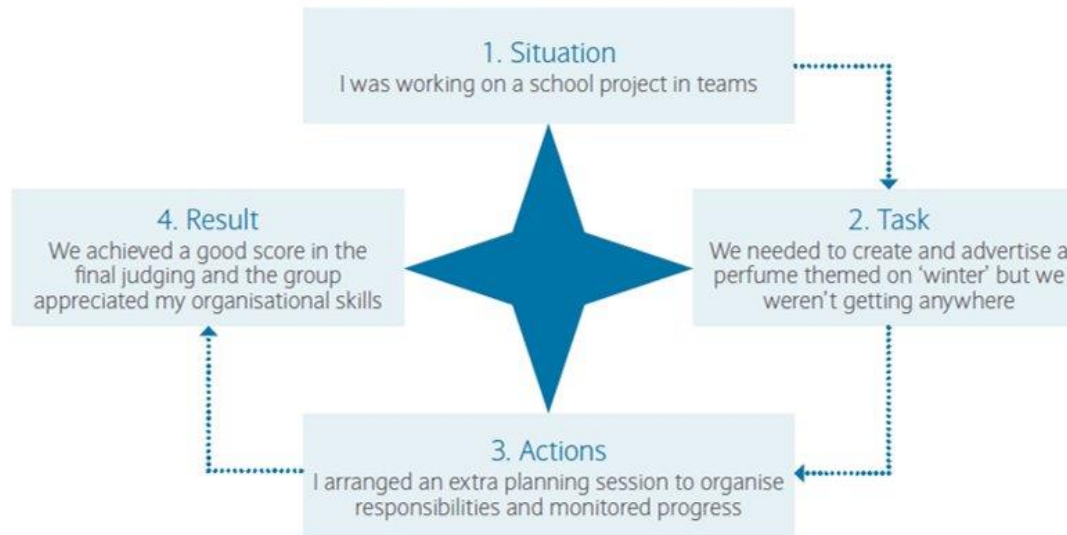 1. Situation
I was working on a school project in teams
2. Task
We needed to create and advertise a
perfume themed on ‘winter’ but we
weren’t getting anywhere
3. Actions
I arranged an extra planning session to organise
responsibilities and monitored progress
4. Result
We achieved a good score in the
final judging and the group
appreciated my organisational skills